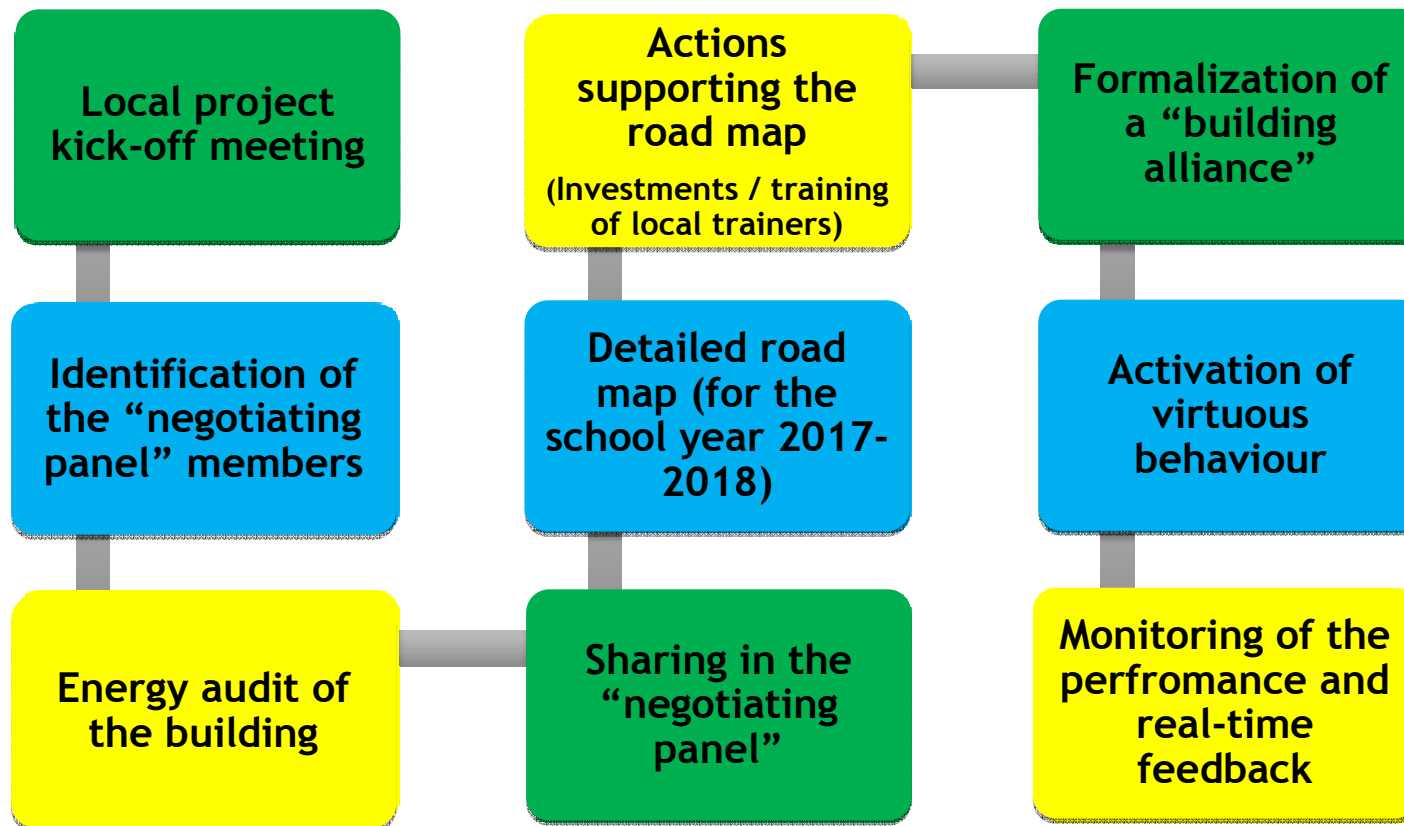 Local project
kick-off meeting
Identification of
the “negotiating
panel” members
Energy audit of
the building
Sharing in the
“negotiating
panel”
Detailed road
map (for the
school year 2017-
2018)
Actions
supporting the
road map
(Investments / training
of local trainers)
Formalization of
a “building
alliance”
Activation of
virtuous
behaviour
Monitoring of the
perfromance and
real-time
feedback